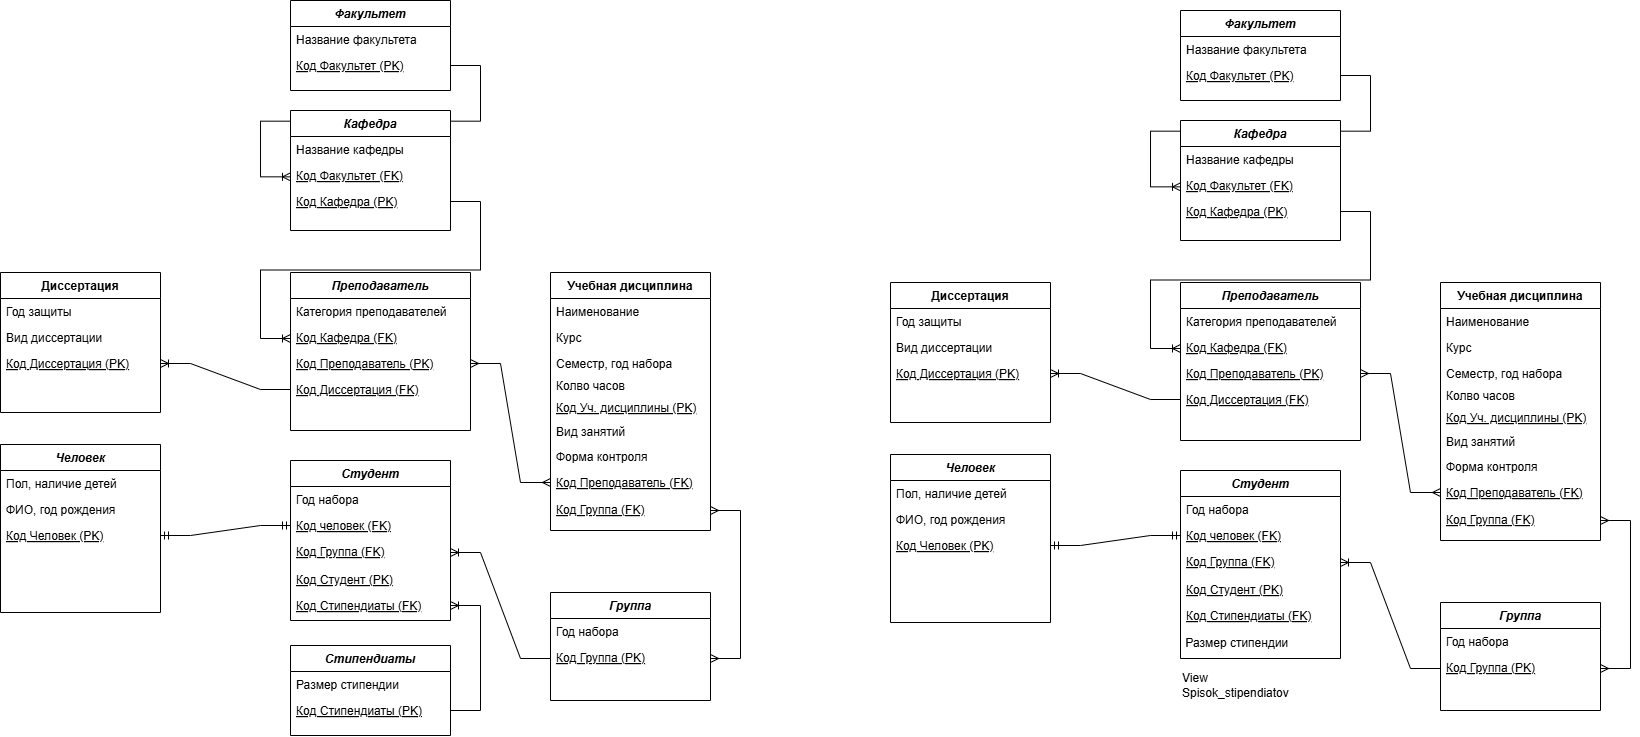 Факультет
Название факультета
Код Факультет (PK)
Кафедра
Название кафедры
Код Факультет (FK)
Код Кафедра (PK)
Диссертация
Год защиты
Вид диссертации
Код Диссертация (PK)
Преподаватель
Категория преподавателей
Код Кафедра (FK)
Код Преподаватель (PK)
Код Диссертация (FK)
Учебная дисциплина
Наименование
Курс
Семестр, год набора
Колво часов
Код Уч. дисциплины (PK)
Вид занятий
Форма контроля
Код Преподаватель (FK)
Код Группа (FK)
Человек
Пол, наличие детей
ФИО, год рождения
Код Человек (PK)
Студент
Год набора
Код человек (FK)
Код Группа (FK)
Код Студент (PK)
Код Стипендиаты (FK)
Группа
Год набора
Код Группа (PK)
Стипендиаты
Размер стипендии
Код Стипендиаты (PK)
Факультет
Название факультета
Код Факультет (PK)
Кафедра
Название кафедры
Код Факультет (FK)
Код Кафедра (PK)
Диссертация
Год защиты
Вид диссертации
Код Диссертация (PK)
Преподаватель
Категория преподавателей
Код Кафедра (FK)
Код Преподаватель (PK)
Код Диссертация (FK)
Учебная дисциплина
Наименование
Курс
Семестр, год набора
Колво часов
Код Уч. дисциплины (PK)
Вид занятий
Форма контроля
Код Преподаватель (FK)
Код Группа (FK)
Человек
Пол, наличие детей
ФИО, год рождения
Код Человек (PK)
Студент
Год набора
Код человек (FK)
Код Группа (FK)
Код Студент (PK)
Код Стипендиаты (FK)
Размер стипендии
View
Spisok_stipendiatov
Группа
Год набора
Код Группа (PK)